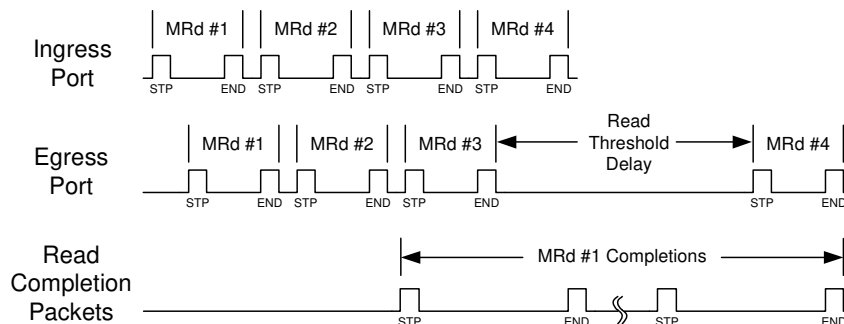 MRd #1 MRd #2 MRd #3 MRd #4
Ingress
Port
STP END STP END STP END STP END
Read
Threshold
Delay
MRd #1 MRd #2 MRd #3 MRd #4
Egress
Port
STP END STP END STP END STP END
MRd #1 Completions
Read
Completion
Packets
STP END STP END